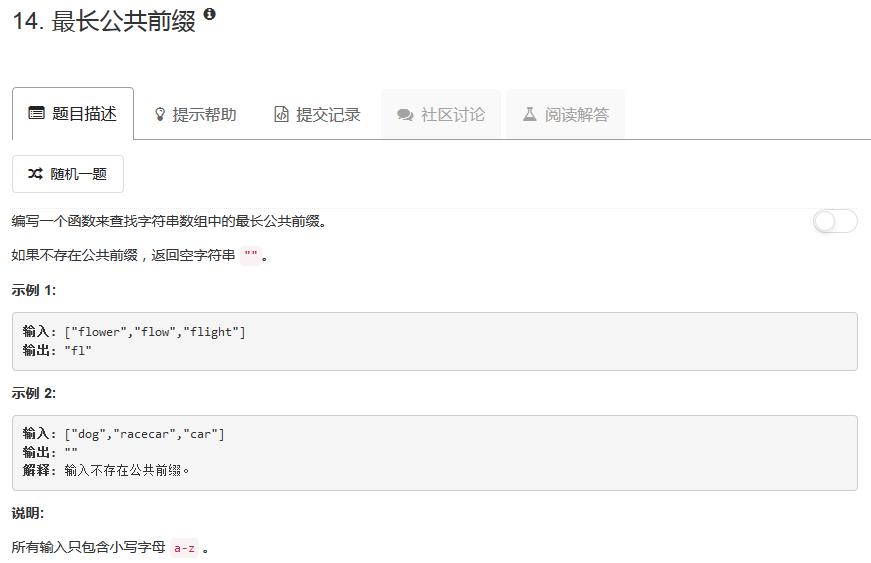 14. 最长公共前缀
题目描述 提示帮助 提交记录 社区讨论 阅读解答
随机一题
编写一个函数来查找字符串数组中的最长公共前缀。
如果不存在公共前缀，返回空字符串 ""。
示例 1:
输入: ["flower","flow","flight"]
输出: "fl"
示例 2:
输入: ["dog","racecar","car"]
输出: ""
解释: 输入不存在公共前缀。
说明:
所有输入只包含小写字母 a-z 。